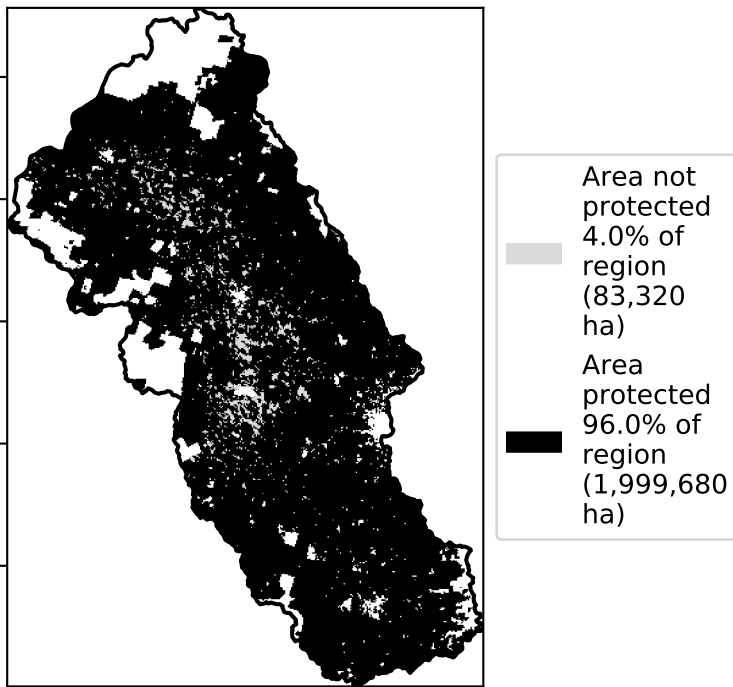 Area not
protected
4.0% of
region
(83,320
ha)
Area
protected
96.0% of
region
(1,999,680
ha)